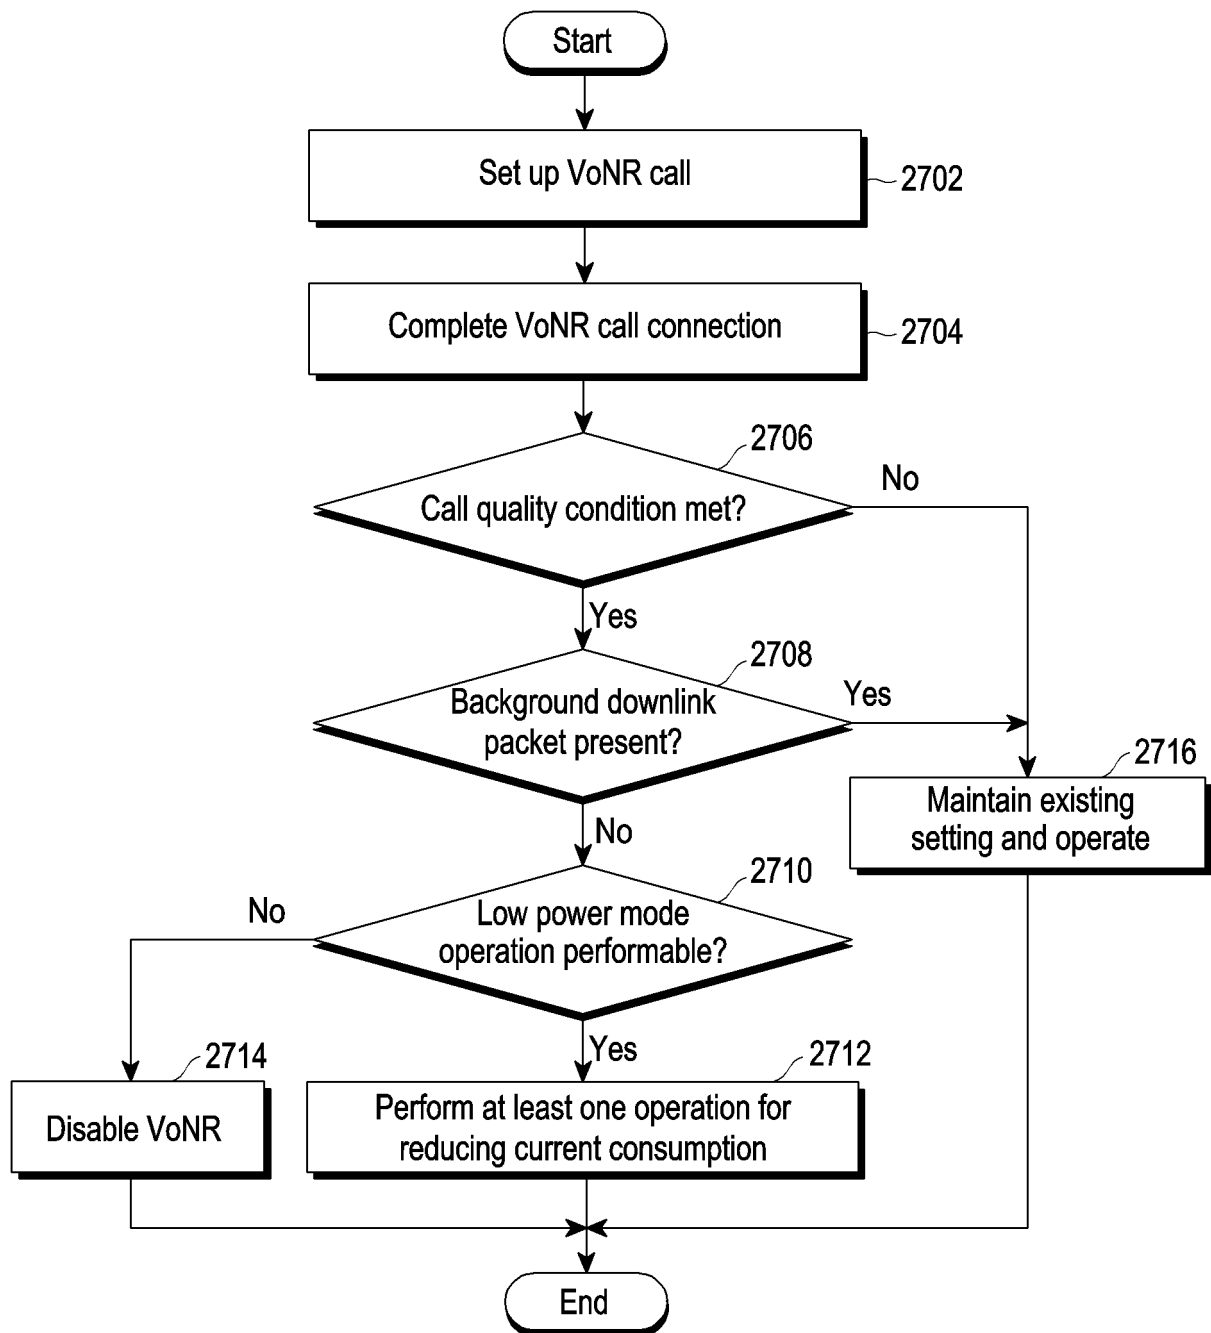 Start
Set up VoNR call
2702
Complete VoNR call connection
2704
2706
Call quality condition met?
No
Yes
2708
Background downlink
packet present?
Yes
2716
Maintain existing
setting and operate
No
2710
Low power mode
operation performable?
No
Yes
2714
Disable VoNR
2712
Perform at least one operation for
reducing current consumption
End